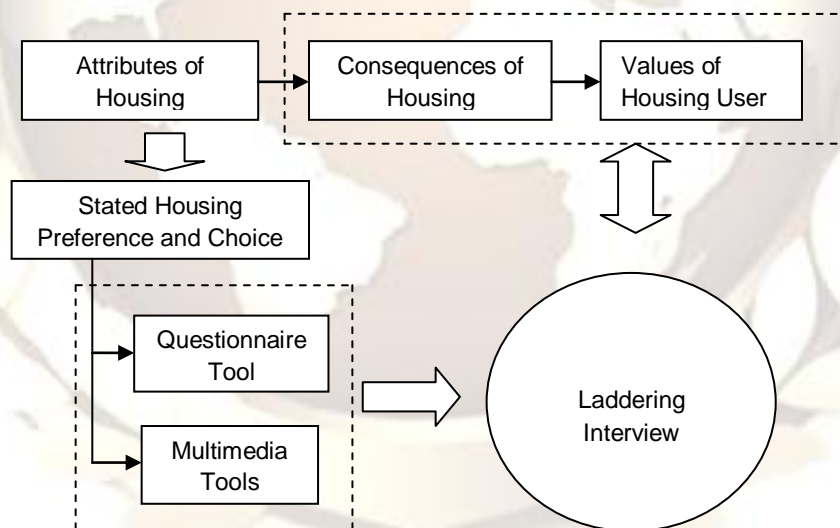 Attributes of
Housing
Consequences of
Housing
Values of
Housing User
Stated Housing
Preference and Choice
Questionnaire
Tool
Multimedia
Tools
Laddering
Interview